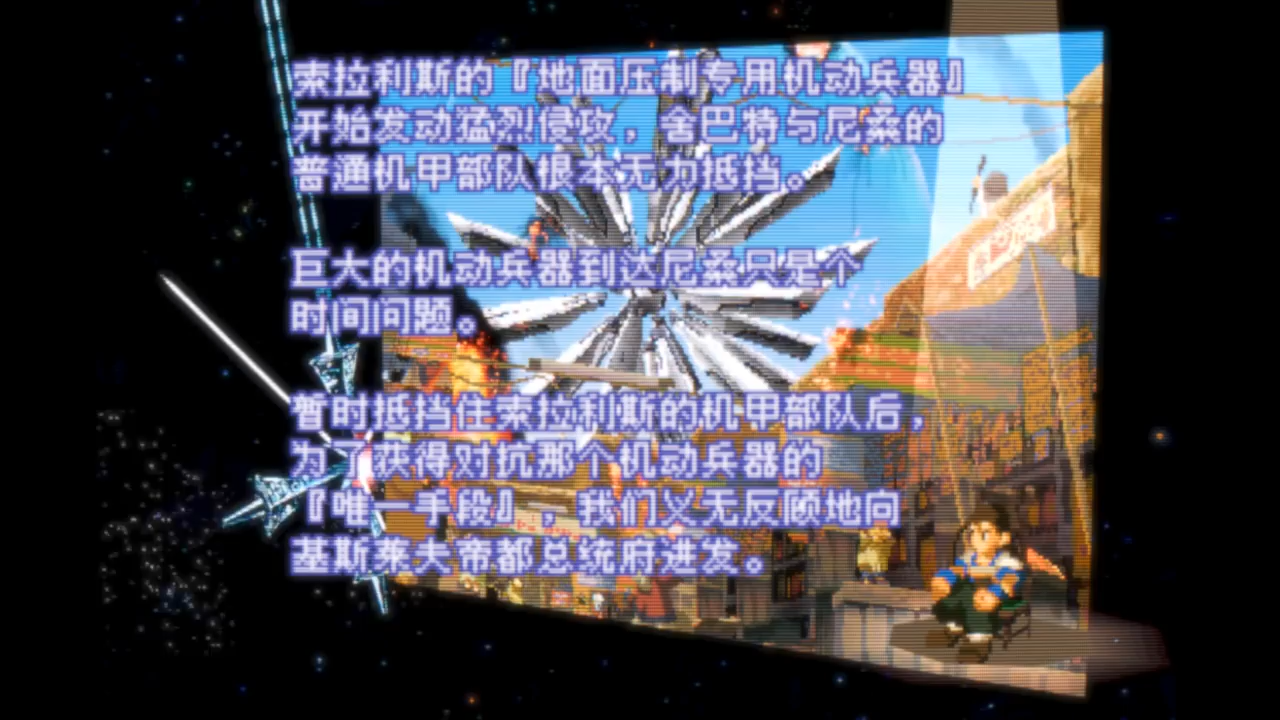 索拉利斯的『地面压制专用机动兵器』
开始发动猛烈侵攻，舍巴特与尼桑的
普通机甲部队根本无力抵挡。
巨大的机动兵器到达尼桑只是个
时间问题。
暂时抵挡住索拉利斯的机甲部队后，
为了获得对抗那个机动兵器的
『唯一手段』，我们义无反顾地向
基斯莱夫帝都总统府进发。